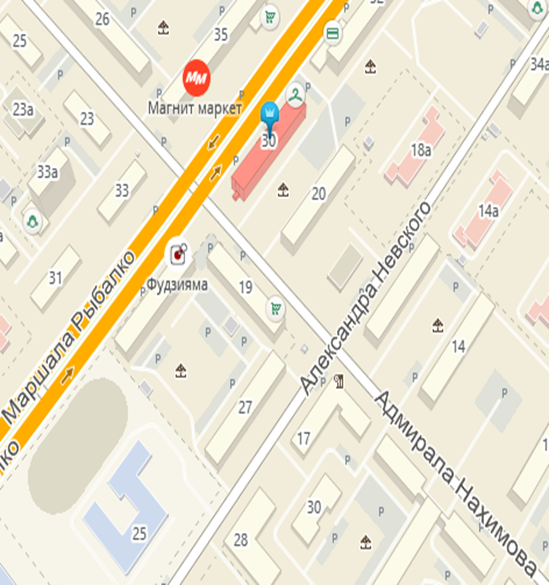 26
35
25
34а
Магнит маркет
23а
23
30
18а
33а
33
20
14а
31
Фудзияма
19
Маршала Рыбалко
Александра Невского
14
27
17
Адмирала Нахимова
30
25
28
P